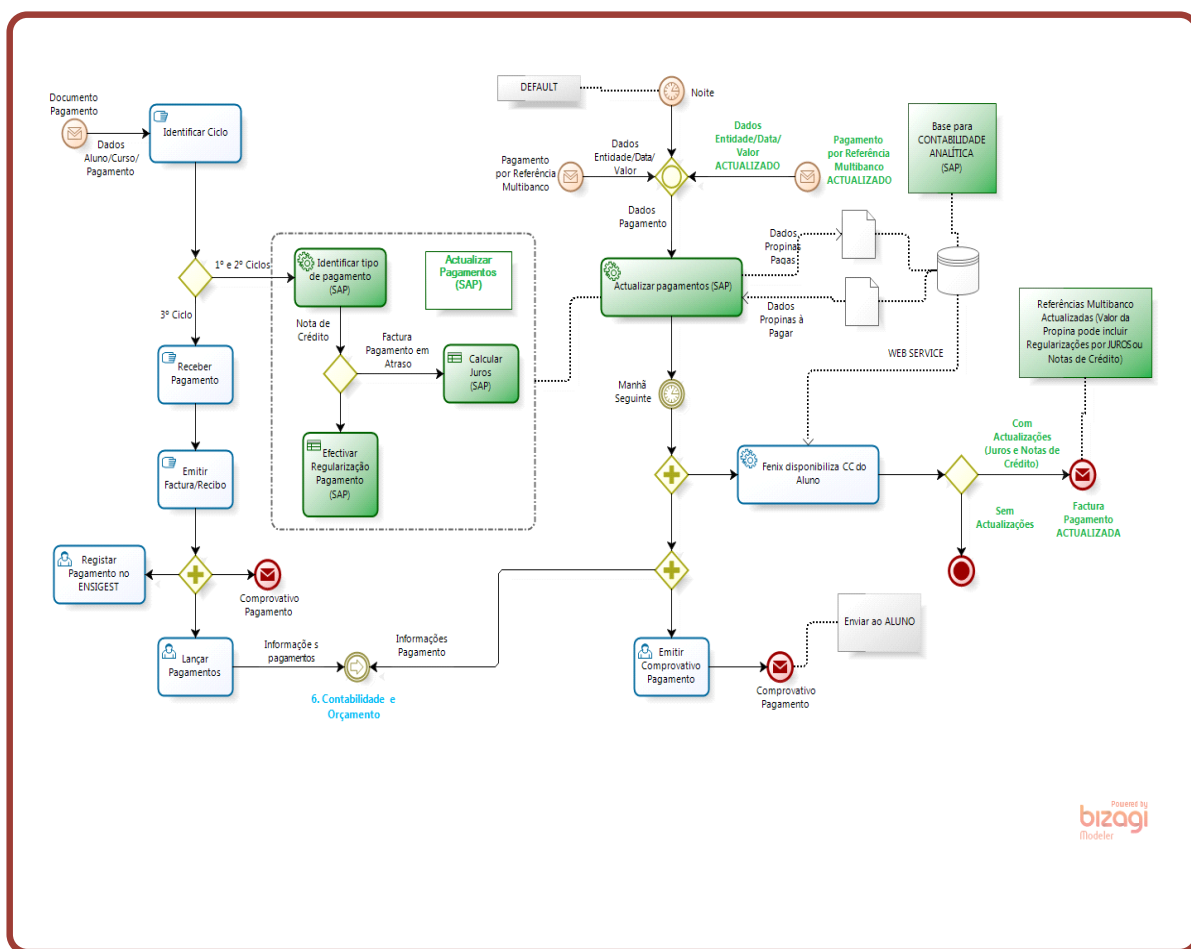 Documento
Pagamento
Dados
Aluno/Curso/
Pagamento
Identificar Ciclo
1º e 2º Ciclos
3º Ciclo
Receber
Pagamento
Emitir
Factura/Recibo
Registar
Pagamento no
ENSIGEST
Comprovativo
Pagamento
Lançar
Pagamentos
Informaçõe s
pagamentos
Informações
Pagamento
6. Contabilidade e
Orçamento
Identificar tipo
de pagamento
(SAP)
Actualizar
Pagamentos
(SAP)
Nota de
Crédito
Factura
Pagamento em
Atraso
Calcular
Juros
(SAP)
Efectivar
Regularização
Pagamento
(SAP)
DEFAULT
Noite
Pagamento
por Referência
Multibanco
Dados
Entidade/Data/
Valor
Dados
Entidade/Data/
Valor
ACTUALIZADO
Pagamento
por Referência
Multibanco
ACTUALIZADO
Base para
CONTABILIDADE
ANALÍTICA
(SAP)
Dados
Pagamento
Actualizar pagamentos (SAP)
Dados
Propinas
Pagas
Dados
Propinas à
Pagar
WEB SERVICE
Referências Multibanco
Actualizadas (Valor da
Propina pode incluir
Regularizações por JUROS ou
Notas de Crédito)
Manhã
Seguinte
Fenix disponibiliza CC do
Aluno
Com
Actualizações
(Juros e Notas de
Crédito)
Sem
Actualizações
Factura
Pagamento
ACTUALIZADA
Emitir
Comprovativo
Pagamento
Comprovativo
Pagamento
Enviar ao ALUNO
Powered by
bizagi
Modeler